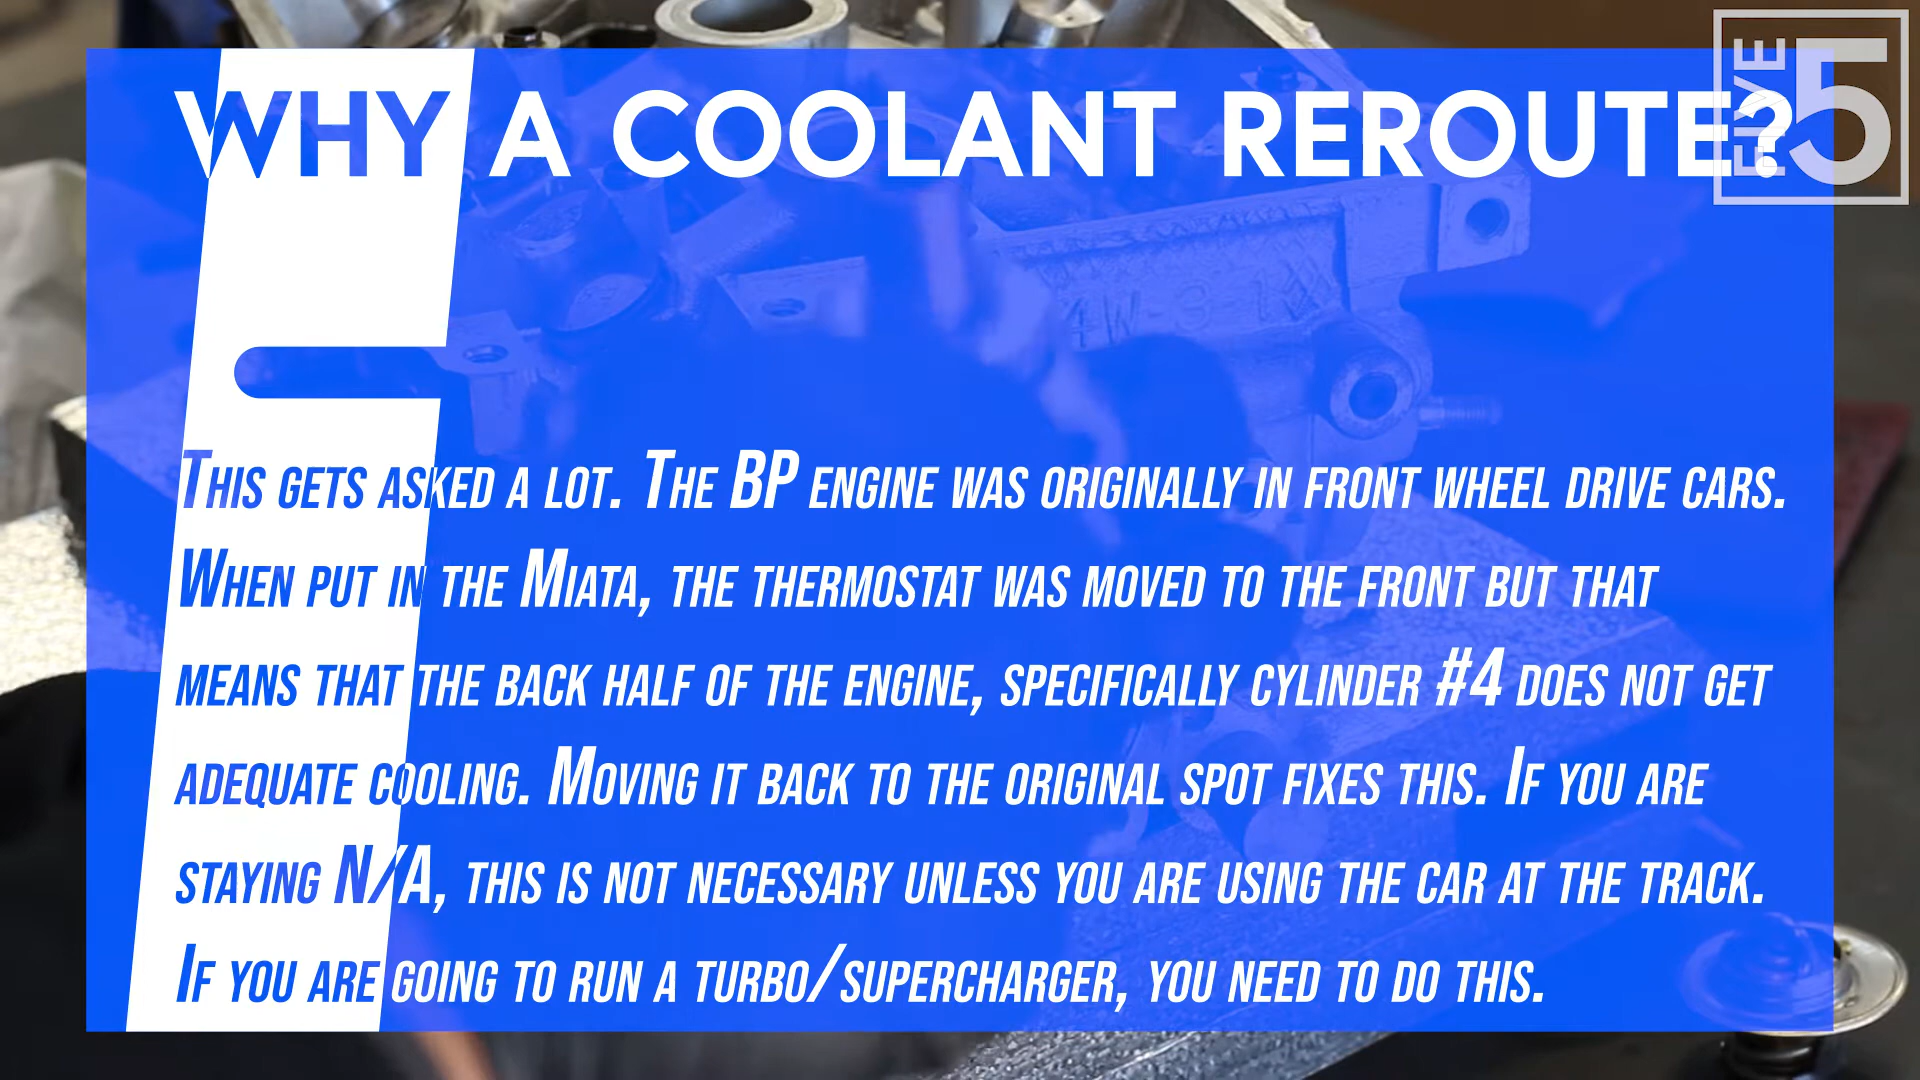 WHY A COOLANT REROUTE?
FIVE 5
This gets asked a lot. The BP engine was originally in front wheel drive cars.
When put in the Miata, the thermostat was moved to the front but that
means that the back half of the engine, specifically cylinder #4 does not get
adequate cooling. Moving it back to the original spot fixes this. If you are
staying N/A, this is not necessary unless you are using the car at the track.
If you are going to run a turbo/supercharger, you need to do this.